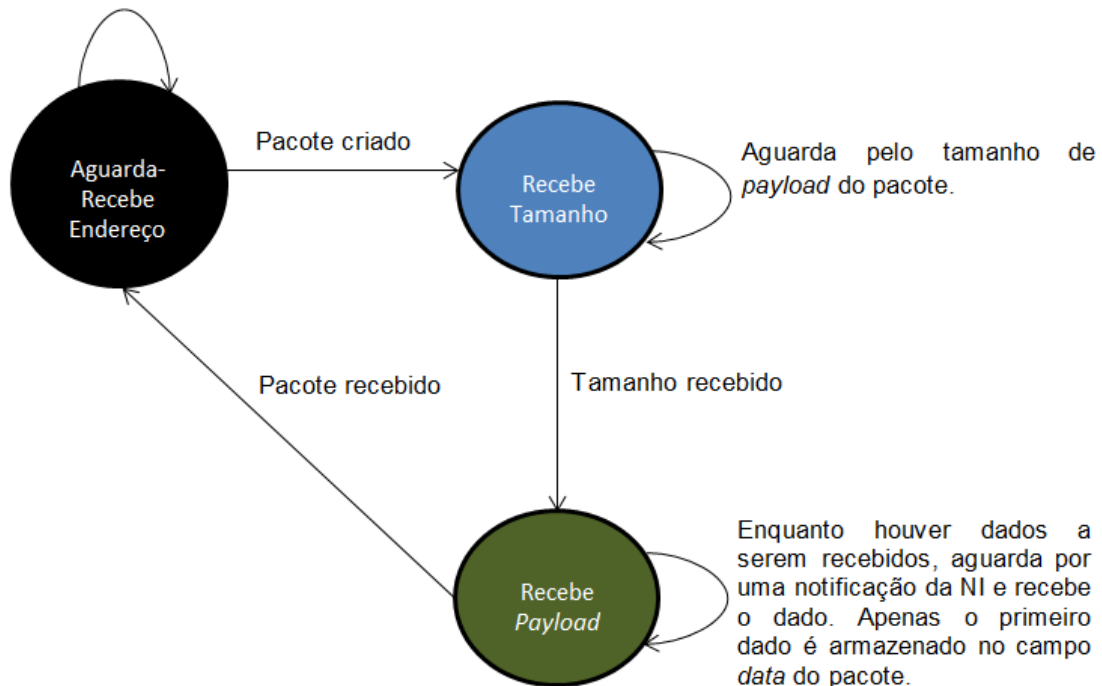 Aguarda-
Recebe
Endereço
Pacote criado
Recebe
Tamanho
Aguarda pelo tamanho de
payload do pacote.
Pacote recebido
Tamanho recebido
Recebe
Payload
Enquanto houver dados a
serem recebidos, aguarda por
uma notificação da NI e recebe
o dado. Apenas o primeiro
dado é armazenado no campo
data do pacote.